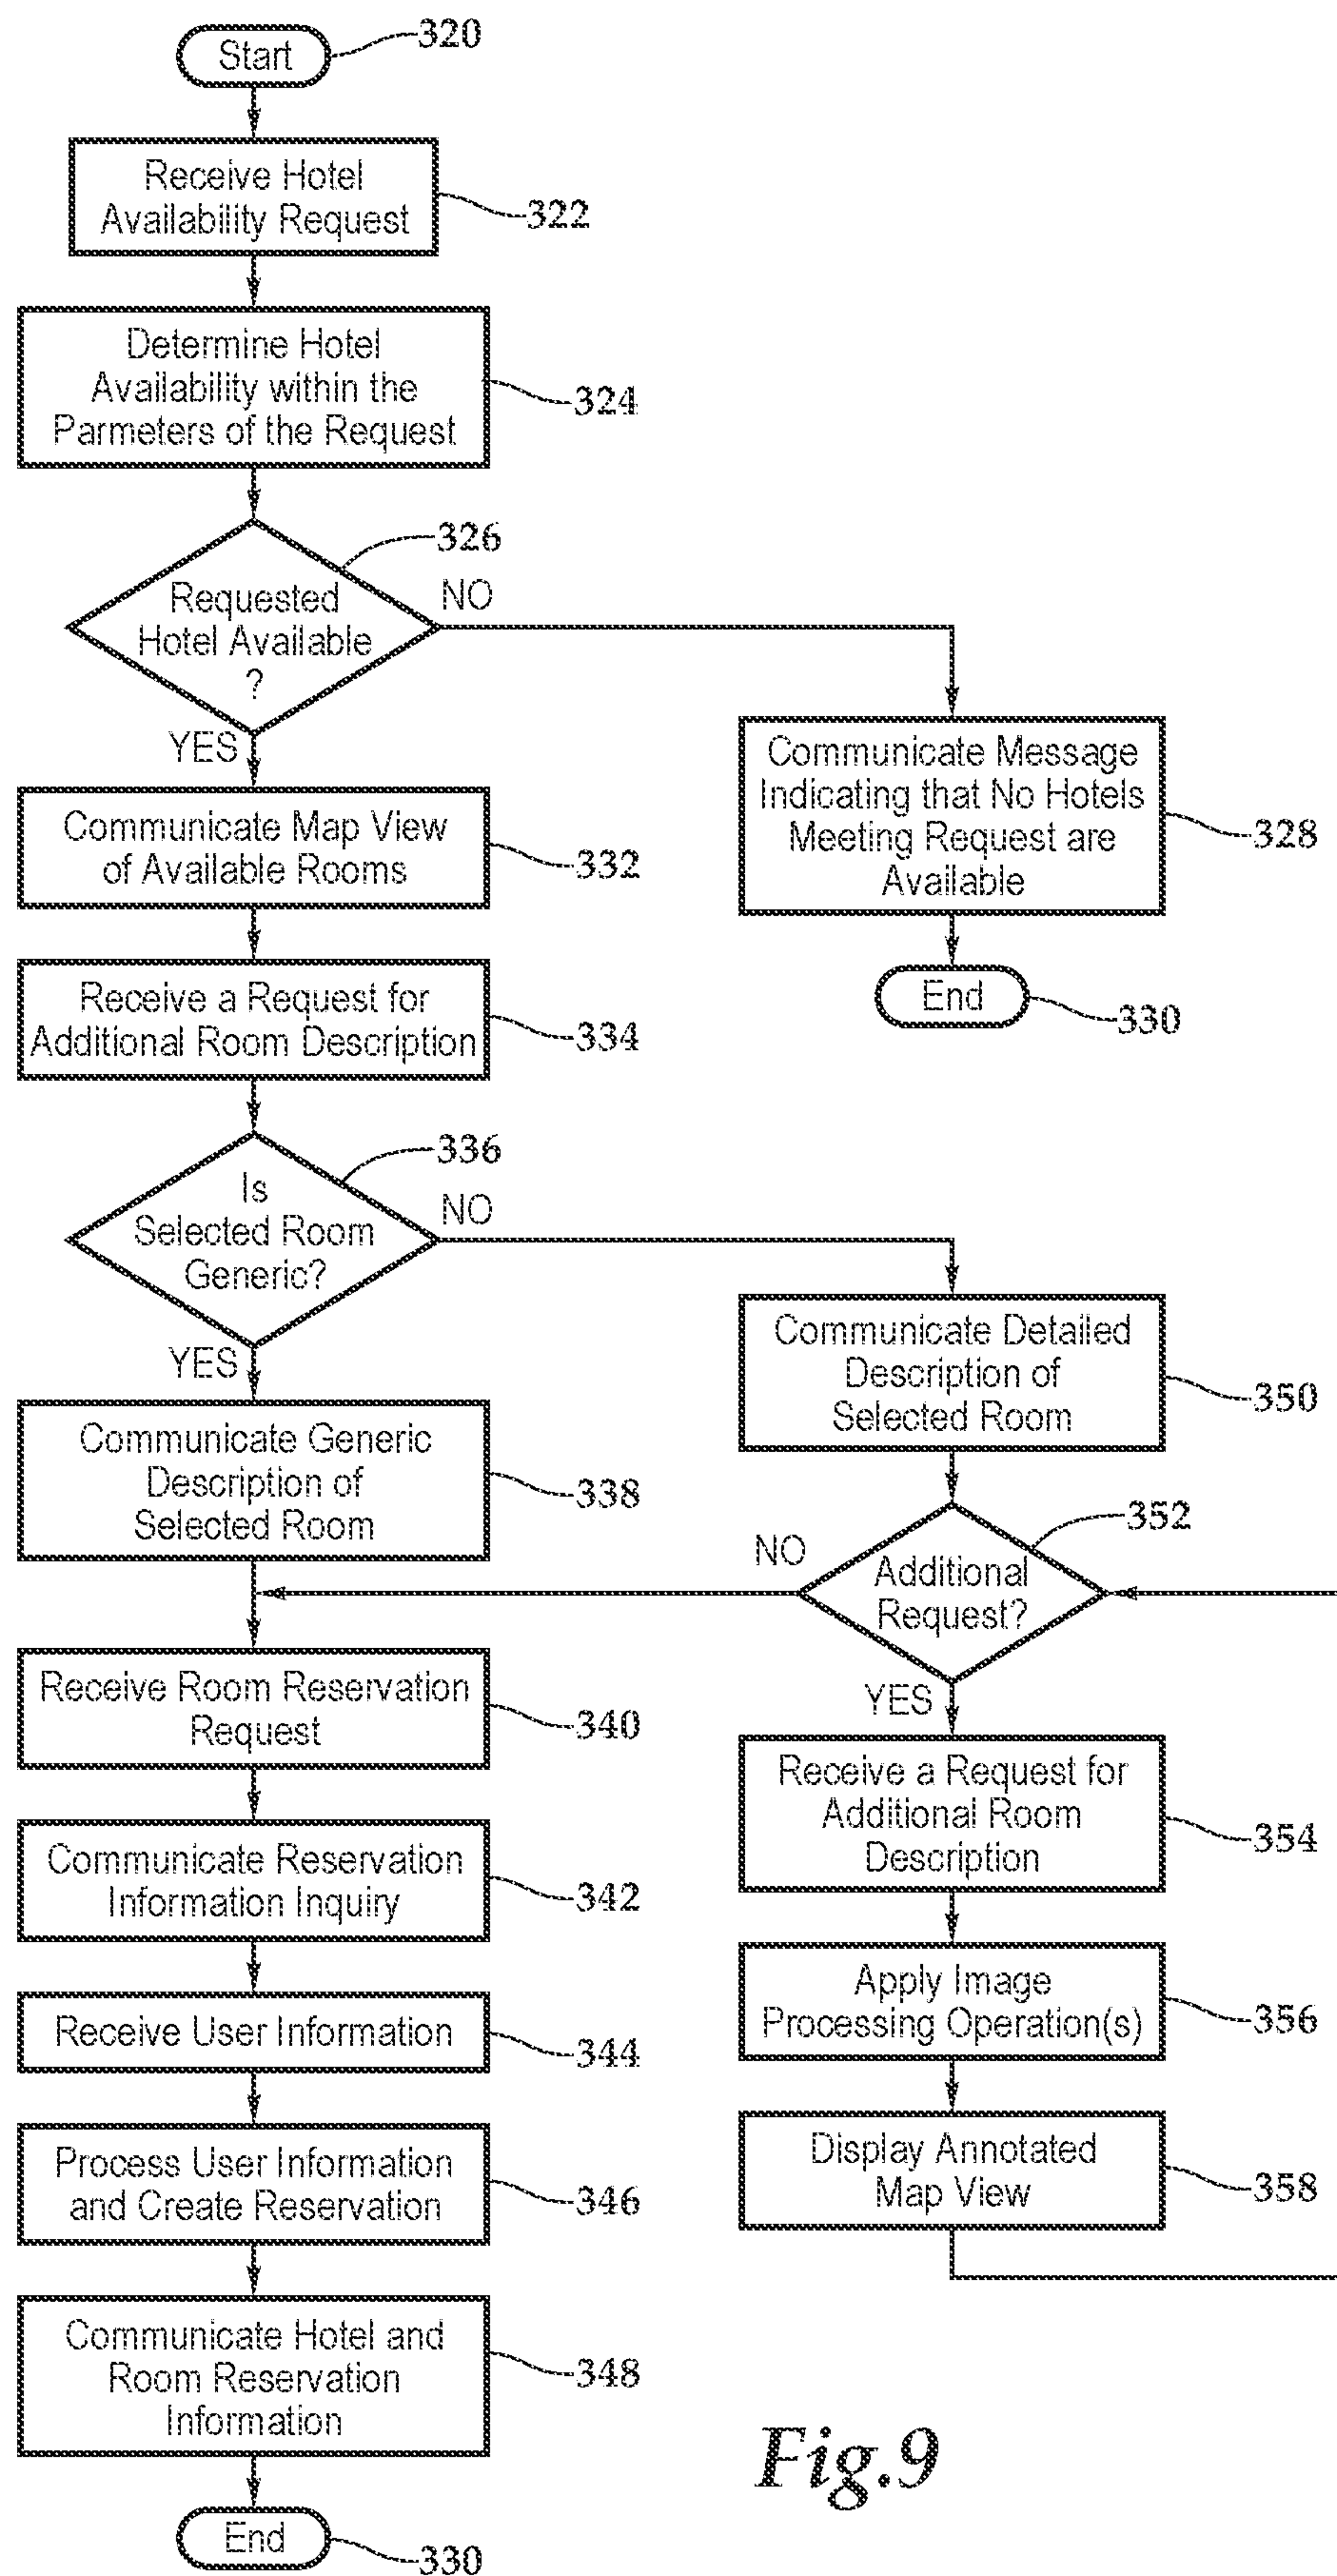 Start
320
Receive Hotel
Availability Request
322
Determine Hotel
Availability within the
Parmeters of the Request
324
326
Requested
Hotel Available
?
NO
YES
Communicate Message
Indicating that No Hotels
Meeting Request are
Available
328
End
330
Communicate Map View
of Available Rooms
332
Receive a Request for
Additional Room Description
334
336
Is
Selected Room
Generic?
NO
YES
Communicate Detailed
Description of
Selected Room
350
Communicate Generic
Description of
Selected Room
338
352
Additional
Request?
NO
YES
Receive Room Reservation
Request
340
Receive a Request for
Additional Room
Description
354
Communicate Reservation
Information Inquiry
342
Apply Image
Processing Operation(s)
356
Receive User Information
344
Display Annotated
Map View
358
Process User Information
and Create Reservation
346
Communicate Hotel and
Room Reservation
Information
348
End
330
Fig.9